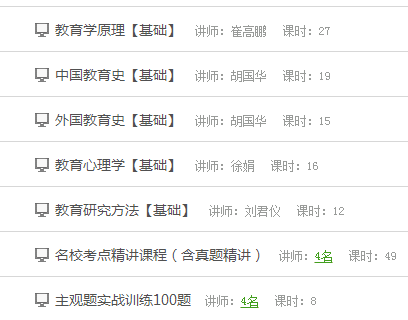 教育学原理【基础】 讲师：崔高鹏 课时：27
中国教育史【基础】 讲师：胡国华 课时：19
外国教育史【基础】 讲师：胡国华 课时：15
教育心理学【基础】 讲师：徐娟 课时：16
教育研究方法【基础】 讲师：刘君仪 课时：12
名校考点精讲课程（含真题精讲） 讲师：4名 课时：49
主观题实战训练100题 讲师：4名 课时：8